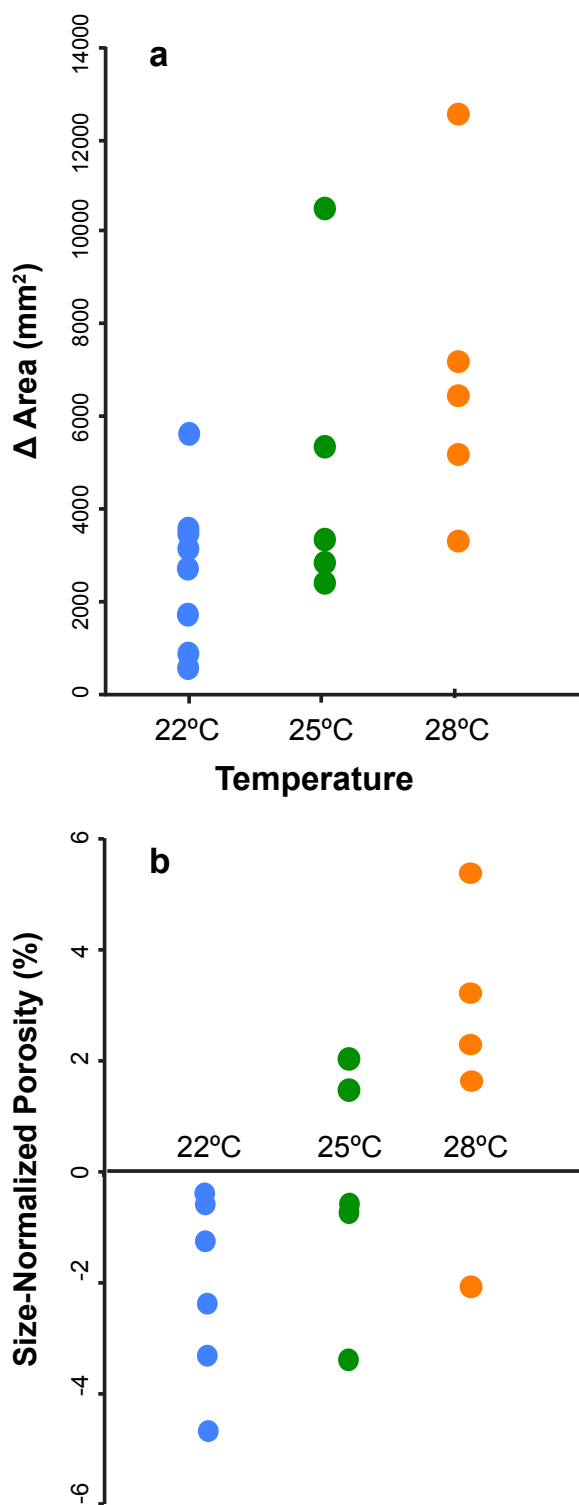 a
14000
12000
10000
8000
6000
4000
2000
0
Δ Area (mm²)
22ºC 25ºC 28ºC
Temperature
b
6
4
2
0
-2
-4
-6
Size-Normalized Porosity (%)
22ºC 25ºC 28ºC